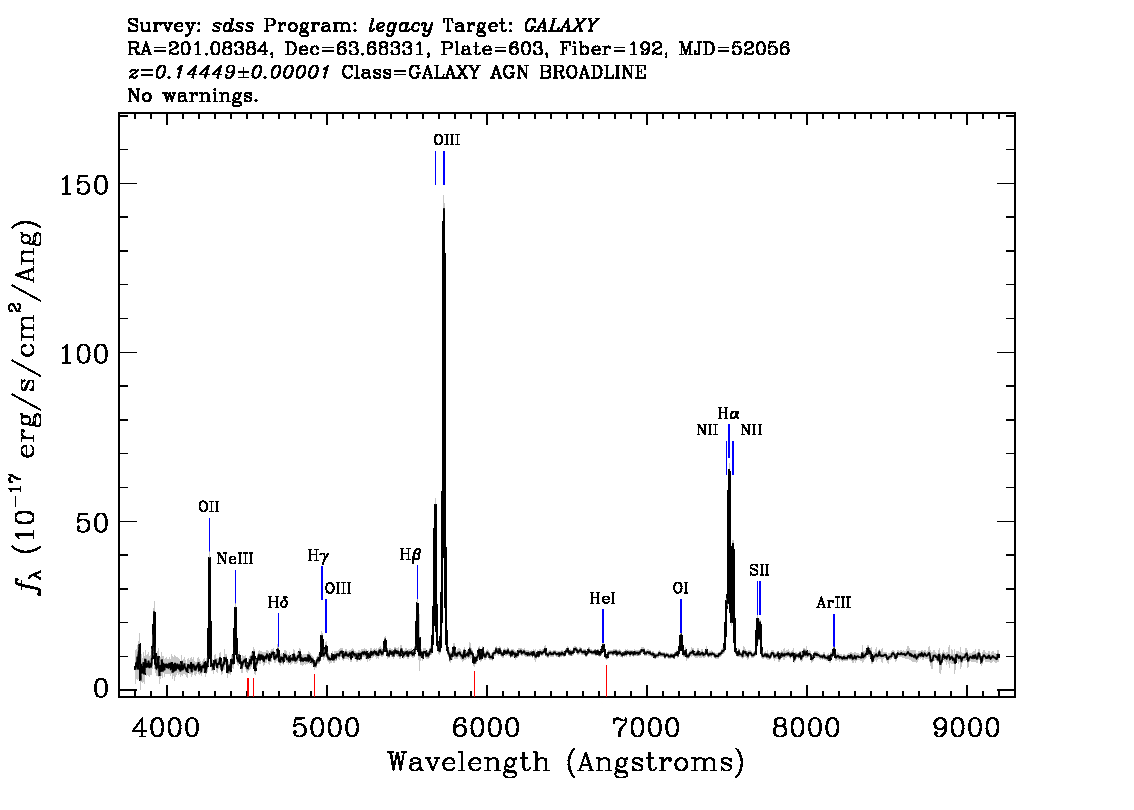 Survey: sdss Program: legacy Target: GALAXY
RA=201.08384, Dec=63.68331, Plate=603, Fiber=192, MJD=52056
z=0.14449±0.00001 Class=GALAXY AGN BROADLINE
No warnings.
OIII
150
100
Hα
NII NII
50
OII
NeIII
Hγ
Hβ
OIII
Hδ
HeI
OI
SII
ArIII
0
4000 5000 6000 7000 8000 9000
Wavelength (Angstroms)
f_λ (10^−17 erg/s/cm^2/Ang)